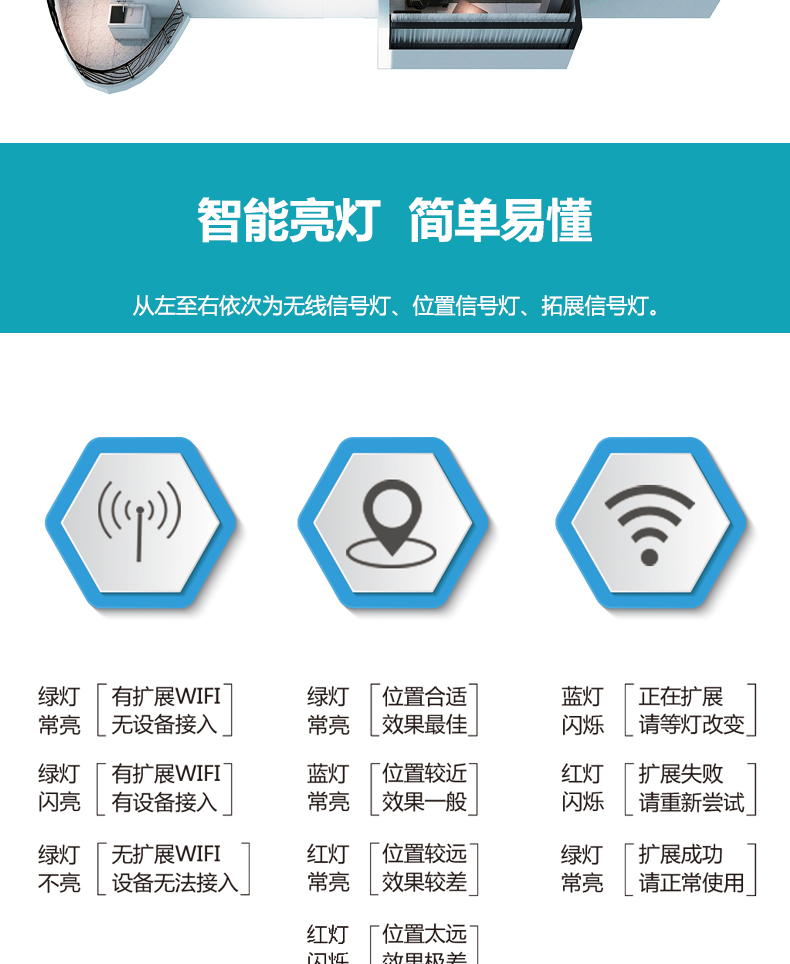 智能亮灯 简单易懂
从左至右依次为无线信号灯、位置信号灯、拓展信号灯。
绿灯 有扩展WIFI
常亮 无设备接入
绿灯 有扩展WIFI
闪亮 有设备接入
绿灯 无扩展WIFI
不亮 设备无法接入
绿灯 位置合适
常亮 效果最佳
蓝灯 位置较近
常亮 效果一般
红灯 位置较远
常亮 效果较差
红灯 位置太远
闪烁 效果极差
蓝灯 正在扩展
闪烁 请等灯改变
红灯 扩展失败
闪烁 请重新尝试
绿灯 扩展成功
常亮 请正常使用